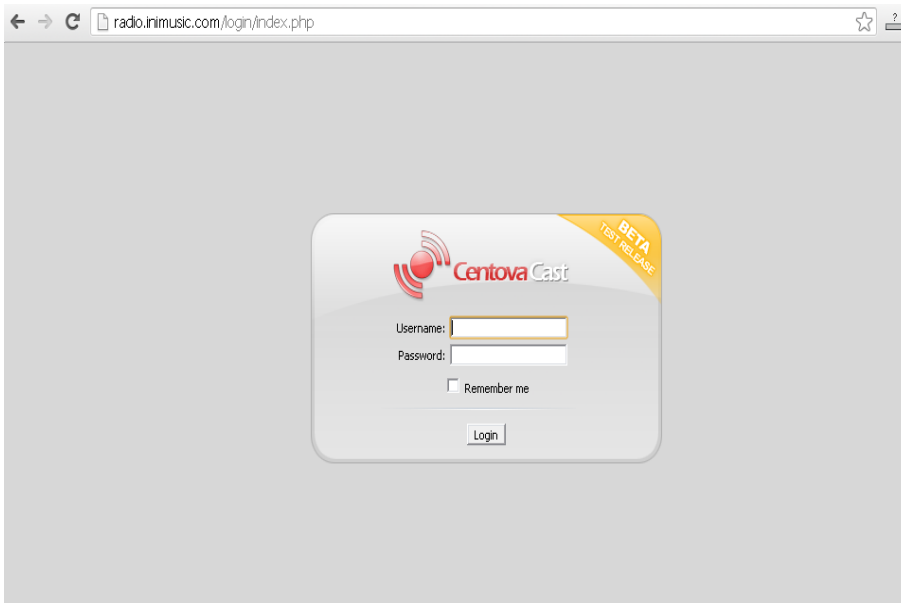 radio.inimusic.com/login/index.php
?
BETA
TEST RELEASE
Centova Cast
Username:
Password:
Remember me
Login